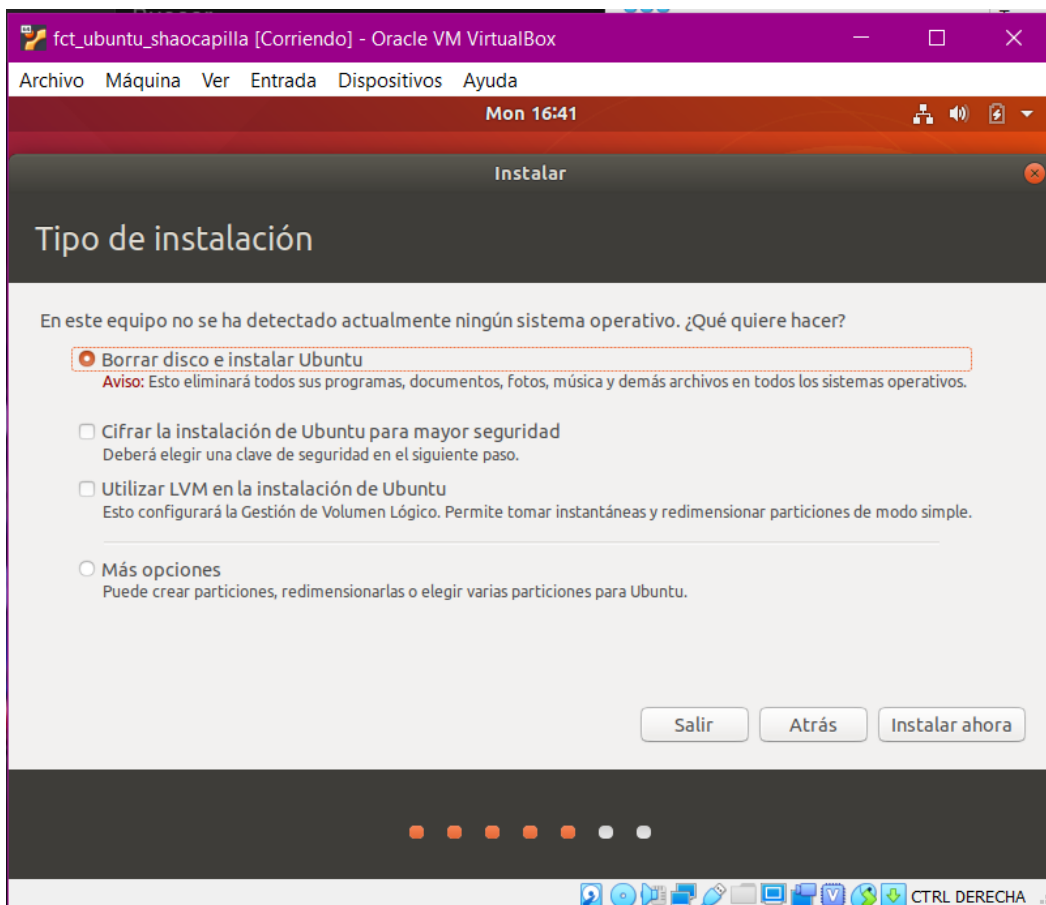 fct_ubuntu_shaocapilla [Corriendo] - Oracle VM VirtualBox
Archivo Máquina Ver Entrada Dispositivos Ayuda
Mon 16:41
Instalar
Tipo de instalación
En este equipo no se ha detectado actualmente ningún sistema operativo. ¿Qué quiere hacer?
Borrar disco e instalar Ubuntu
Aviso: Esto eliminará todos sus programas, documentos, fotos, música y demás archivos en todos los sistemas operativos.
Cifrar la instalación de Ubuntu para mayor seguridad
Deberá elegir una clave de seguridad en el siguiente paso.
Utilizar LVM en la instalación de Ubuntu
Esto configurará la Gestión de Volumen Lógico. Permite tomar instantáneas y redimensionar particiones de modo simple.
Más opciones
Puede crear particiones, redimensionarlas o elegir varias particiones para Ubuntu.
Salir Atrás Instalar ahora
CTRL DERECHA